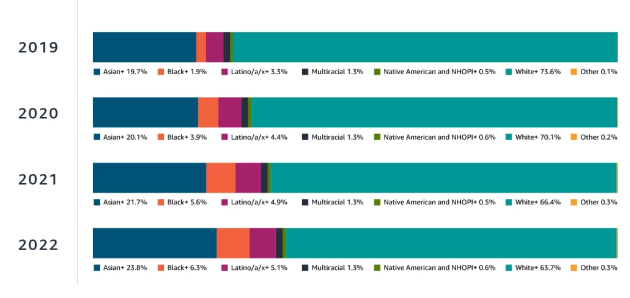 2019
Asian+ 19.7% Black+ 1.9% Latino/a/x+ 3.3% Multiracial 1.3% Native American and NHOPI+ 0.5% White+ 73.6% Other 0.1%
2020
Asian+ 20.1% Black+ 3.9% Latino/a/x+ 4.4% Multiracial 1.3% Native American and NHOPI+ 0.6% White+ 70.1% Other 0.2%
2021
Asian+ 21.7% Black+ 5.6% Latino/a/x+ 4.9% Multiracial 1.3% Native American and NHOPI+ 0.5% White+ 66.4% Other 0.3%
2022
Asian+ 23.8% Black+ 6.3% Latino/a/x+ 5.1% Multiracial 1.3% Native American and NHOPI+ 0.6% White+ 63.7% Other 0.3%